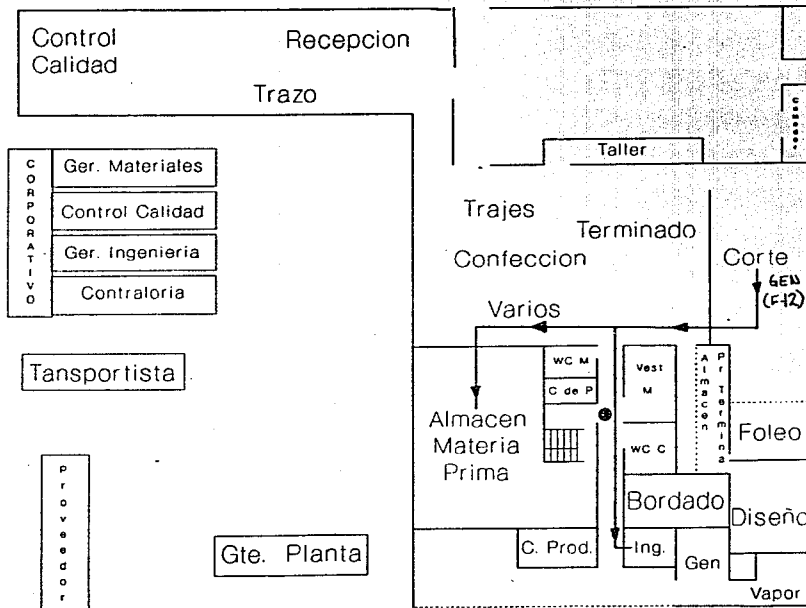 Control
Calidad
Recepcion
Trazo
Taller
CORPORATIVO
Ger. Materiales
Control Calidad
Ger. Ingenieria
Contraloria
Trajes
Terminado
Confeccion
Corte
GEN
(F-12)
Varios
Tansportista
WC M
C de P
Vest
M
WC C
Almacen
Pr Termina
Almacen
Materia
Prima
Foleo
Bordado
Diseño
Proveedor
Gte. Planta
C. Prod.
Ing.
Gen
Vapor